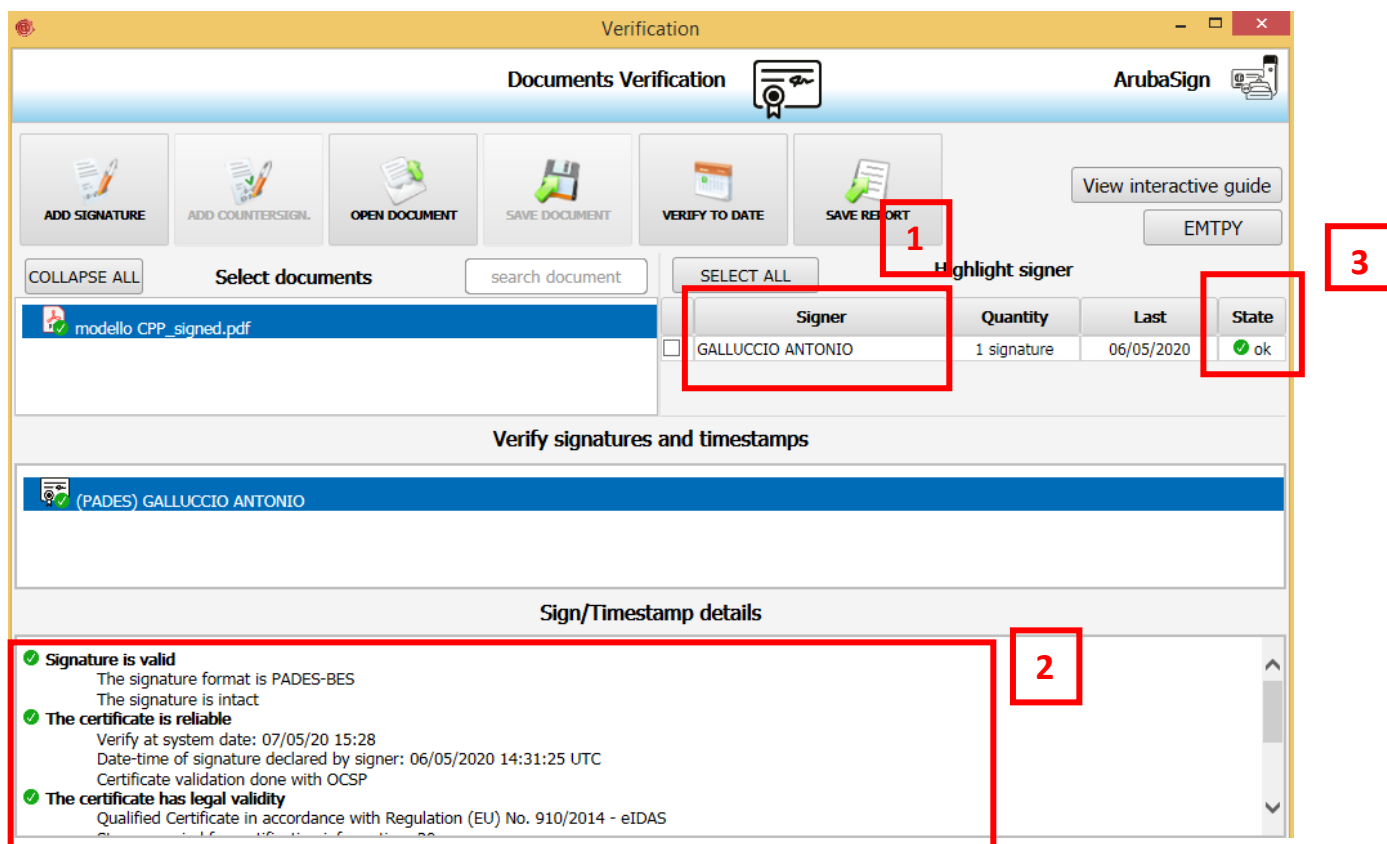 Verification
Documents Verification
ArubaSign
ADD SIGNATURE
ADD COUNTERSIGN.
OPEN DOCUMENT
SAVE DOCUMENT
VERIFY TO DATE
SAVE REPORT
View interactive guide
EMTPY
1
3
COLLAPSE ALL
Select documents
search document
SELECT ALL
Highlight signer
modello CPP_signed.pdf
Signer Quantity Last State
GALLUCCIO ANTONIO 1 signature 06/05/2020 ok
Verify signatures and timestamps
(PADES) GALLUCCIO ANTONIO
Sign/Timestamp details
2
Signature is valid
The signature format is PADES-BES
The signature is intact
The certificate is reliable
Verify at system date: 07/05/20 15:28
Date-time of signature declared by signer: 06/05/2020 14:31:25 UTC
Certificate validation done with OCSP
The certificate has legal validity
Qualified Certificate in accordance with Regulation (EU) No. 910/2014 - eIDAS